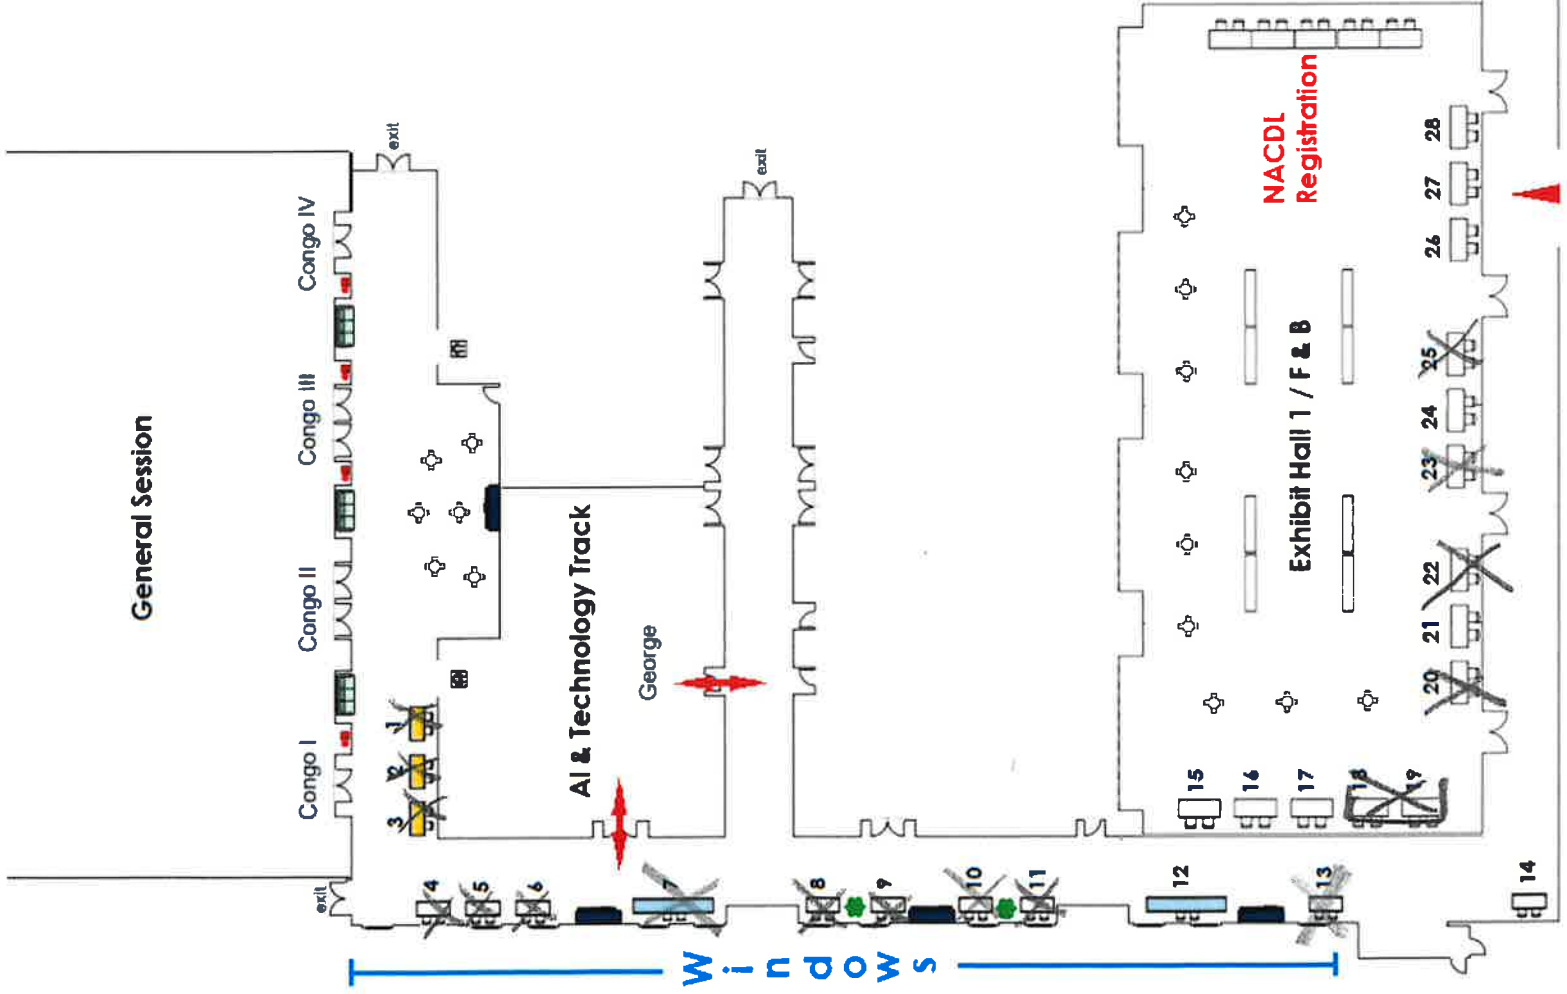 General Session
Congo I
Congo II
Congo III
Congo IV
exit
exit
exit
1
2
3
4
5
6
7
8
9
10
11
12
13
14
AI & Technology Track
George
Windows
NACDL
Registration
Exhibit Hall 1 / F & B
15
16
17
18
19
20
21
22
23
24
25
26
27
28